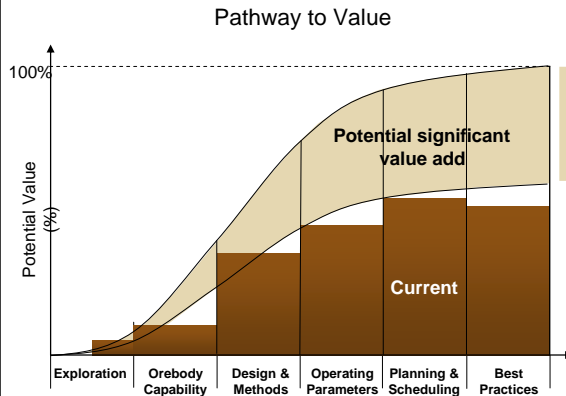 Pathway to Value
100%
Potential Value
(%)
Potential significant
value add
Current
Exploration
Orebody
Capability
Design &
Methods
Operating
Parameters
Planning &
Scheduling
Best
Practices